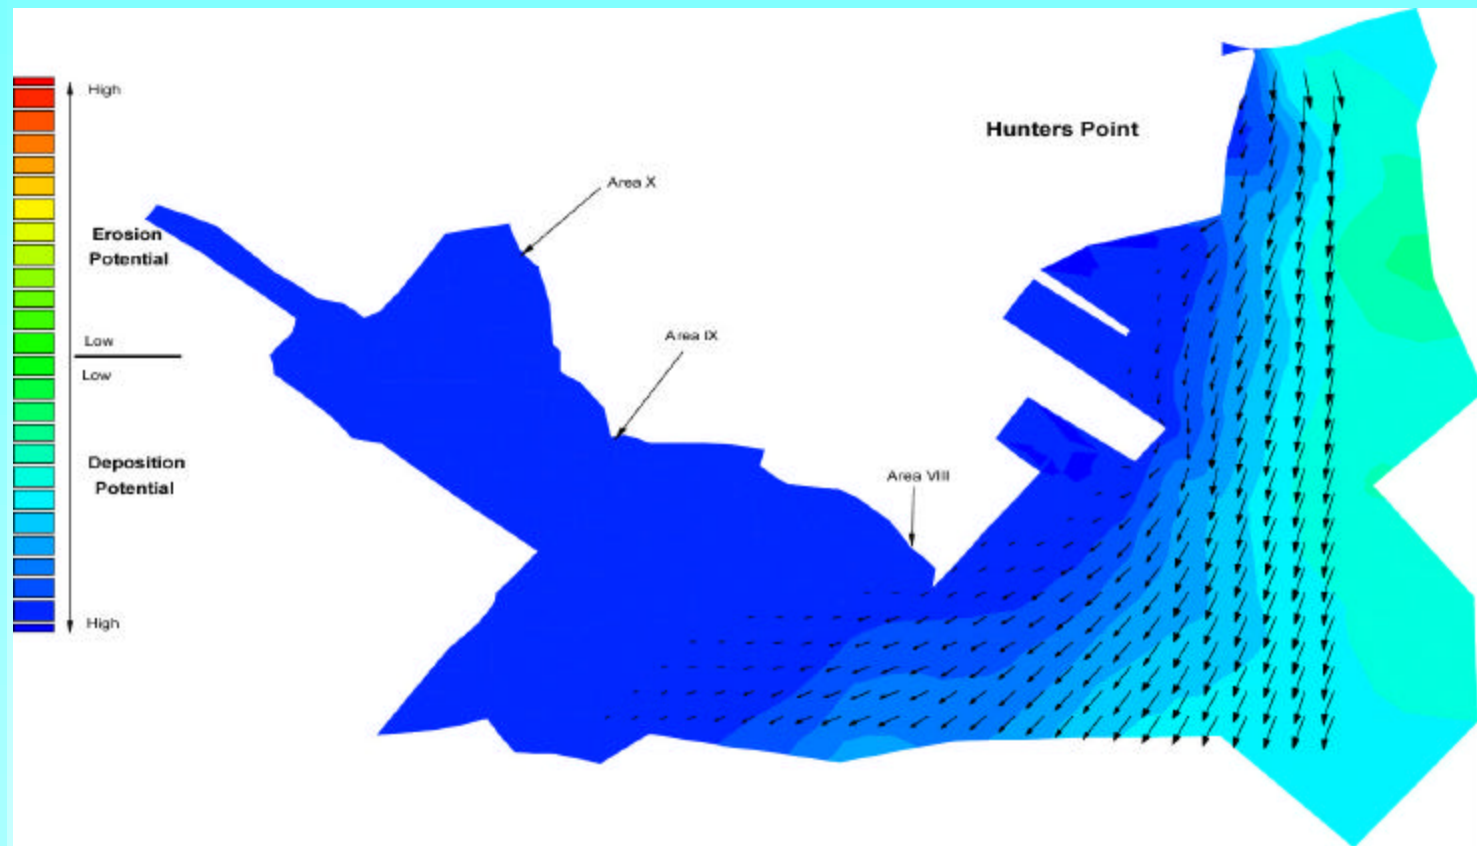 High
Hunters Point
Area X
Erosion
Potential
Area IX
Low
Low
Deposition
Potential
Area VIII
High